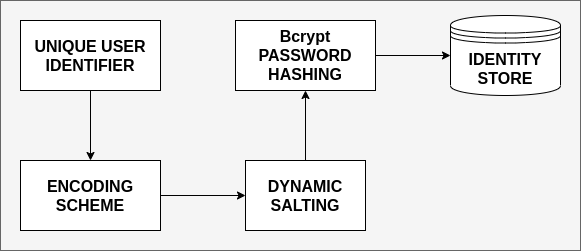 UNIQUE USER
IDENTIFIER
ENCODING
SCHEME
DYNAMIC
SALTING
Bcrypt
PASSWORD
HASHING
IDENTITY
STORE